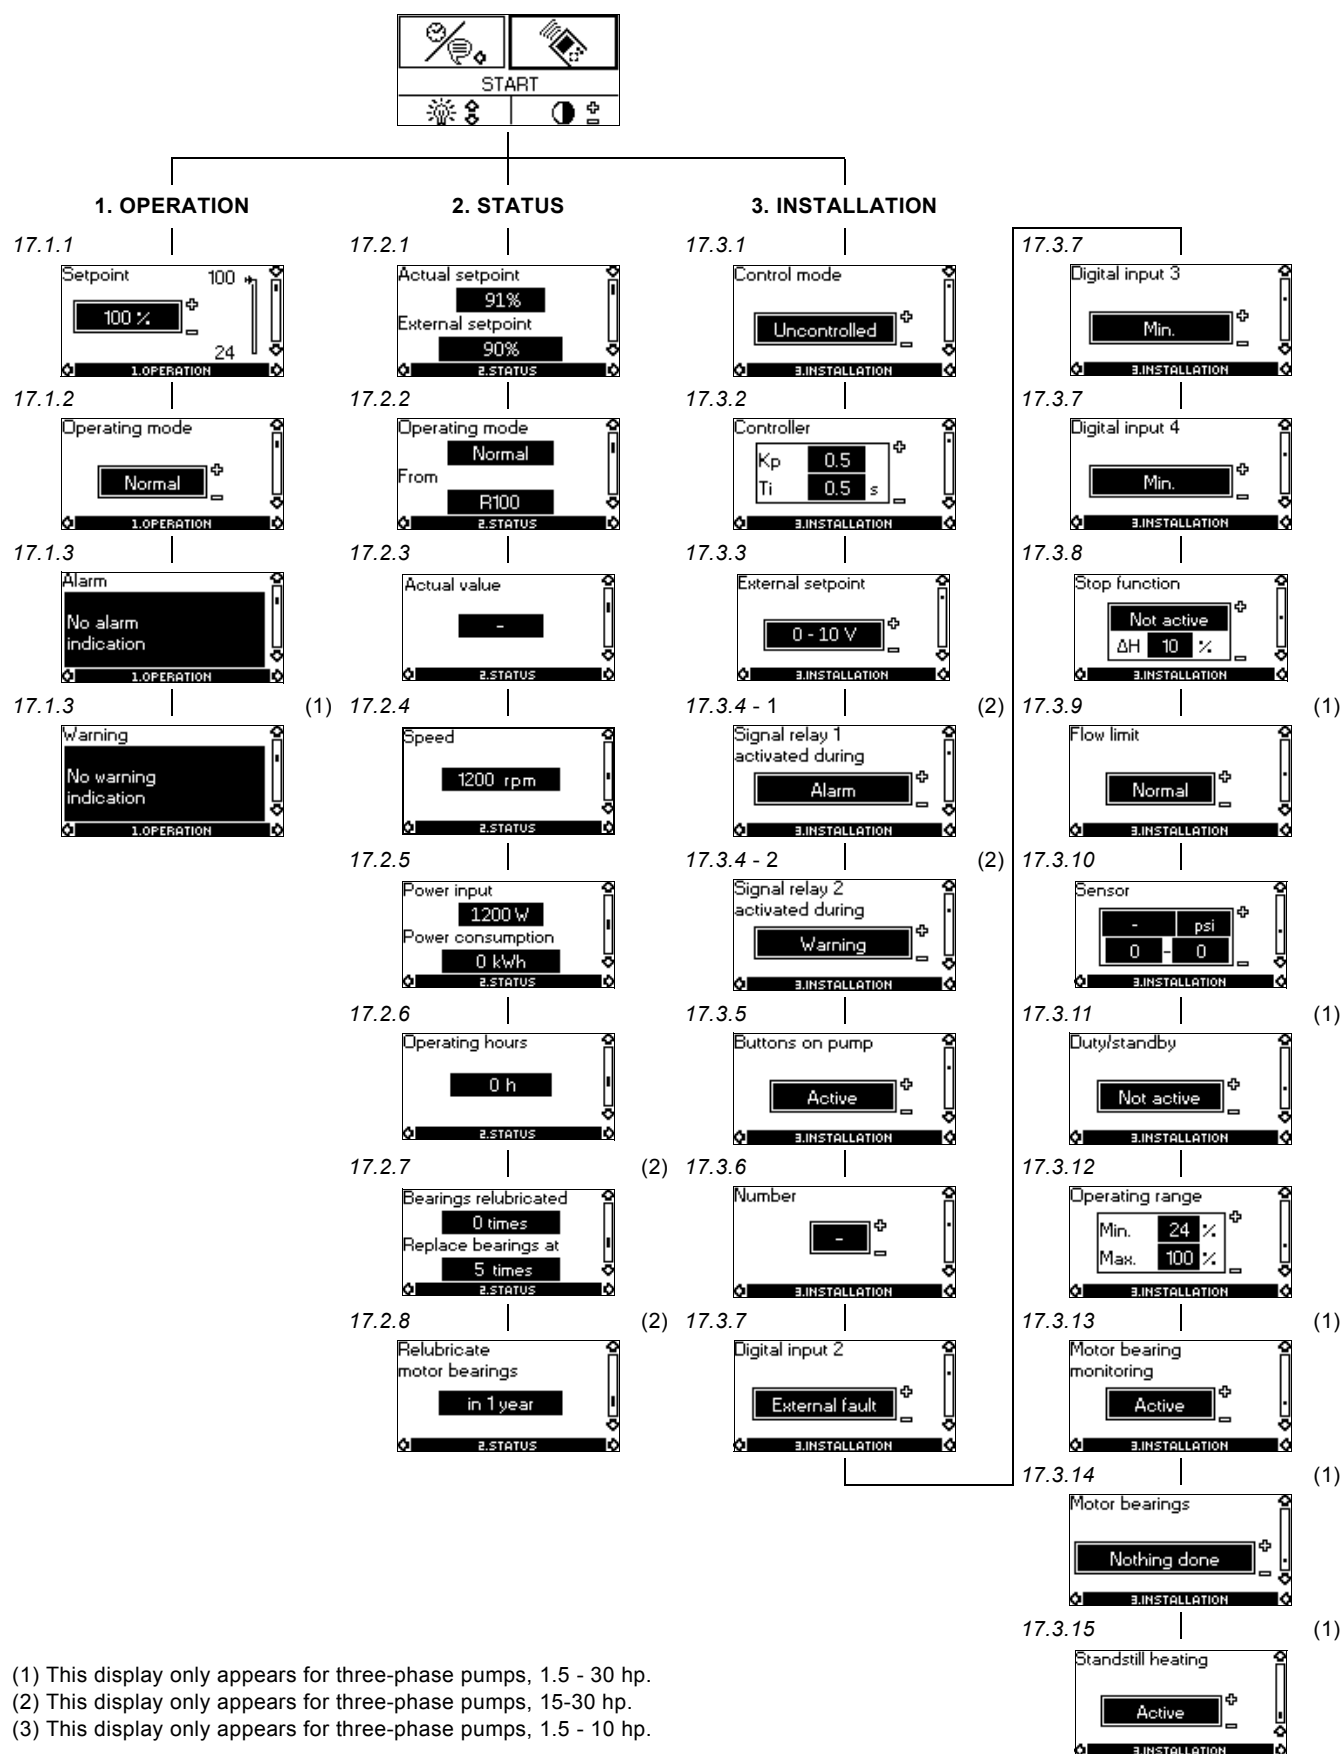 START
1. OPERATION
17.1.1
Setpoint
100
100 %
24
1.OPERATION
17.1.2
Operating mode
Normal
1.OPERATION
17.1.3
Alarm
No alarm
indication
1.OPERATION
17.1.3 (1)
Warning
No warning
indication
1.OPERATION
2. STATUS
17.2.1
Actual setpoint
91%
External setpoint
90%
2.STATUS
17.2.2
Operating mode
Normal
From
R100
2.STATUS
17.2.3
Actual value
-
2.STATUS
17.2.4
Speed
1200 rpm
2.STATUS
17.2.5
Power input
1200 W
Power consumption
0 kWh
2.STATUS
17.2.6
Operating hours
0 h
2.STATUS
17.2.7 (2)
Bearings relubricated
0 times
Replace bearings at
5 times
2.STATUS
17.2.8 (2)
Relubricate
motor bearings
in 1 year
2.STATUS
3. INSTALLATION
17.3.1
Control mode
Uncontrolled
3.INSTALLATION
17.3.2
Controller
Kp 0.5
Ti 0.5 s
3.INSTALLATION
17.3.3
External setpoint
0 - 10 V
3.INSTALLATION
17.3.4 - 1 (2)
Signal relay 1
activated during
Alarm
3.INSTALLATION
17.3.4 - 2 (2)
Signal relay 2
activated during
Warning
3.INSTALLATION
17.3.5
Buttons on pump
Active
3.INSTALLATION
17.3.6
Number
-
3.INSTALLATION
17.3.7
Digital input 2
External fault
3.INSTALLATION
17.3.7
Digital input 3
Min.
3.INSTALLATION
17.3.7
Digital input 4
Min.
3.INSTALLATION
17.3.8
Stop function
Not active
ΔH 10 %
3.INSTALLATION
17.3.9 (1)
Flow limit
Normal
3.INSTALLATION
17.3.10
Sensor
- psi
0 - 0
3.INSTALLATION
17.3.11 (1)
Duty/standby
Not active
3.INSTALLATION
17.3.12
Operating range
Min. 24 %
Max. 100 %
3.INSTALLATION
17.3.13 (1)
Motor bearing
monitoring
Active
3.INSTALLATION
17.3.14 (1)
Motor bearings
Nothing done
3.INSTALLATION
17.3.15 (1)
Standstill heating
Active
3.INSTALLATION
(1) This display only appears for three-phase pumps, 1.5 - 30 hp.
(2) This display only appears for three-phase pumps, 15-30 hp.
(3) This display only appears for three-phase pumps, 1.5 - 10 hp.